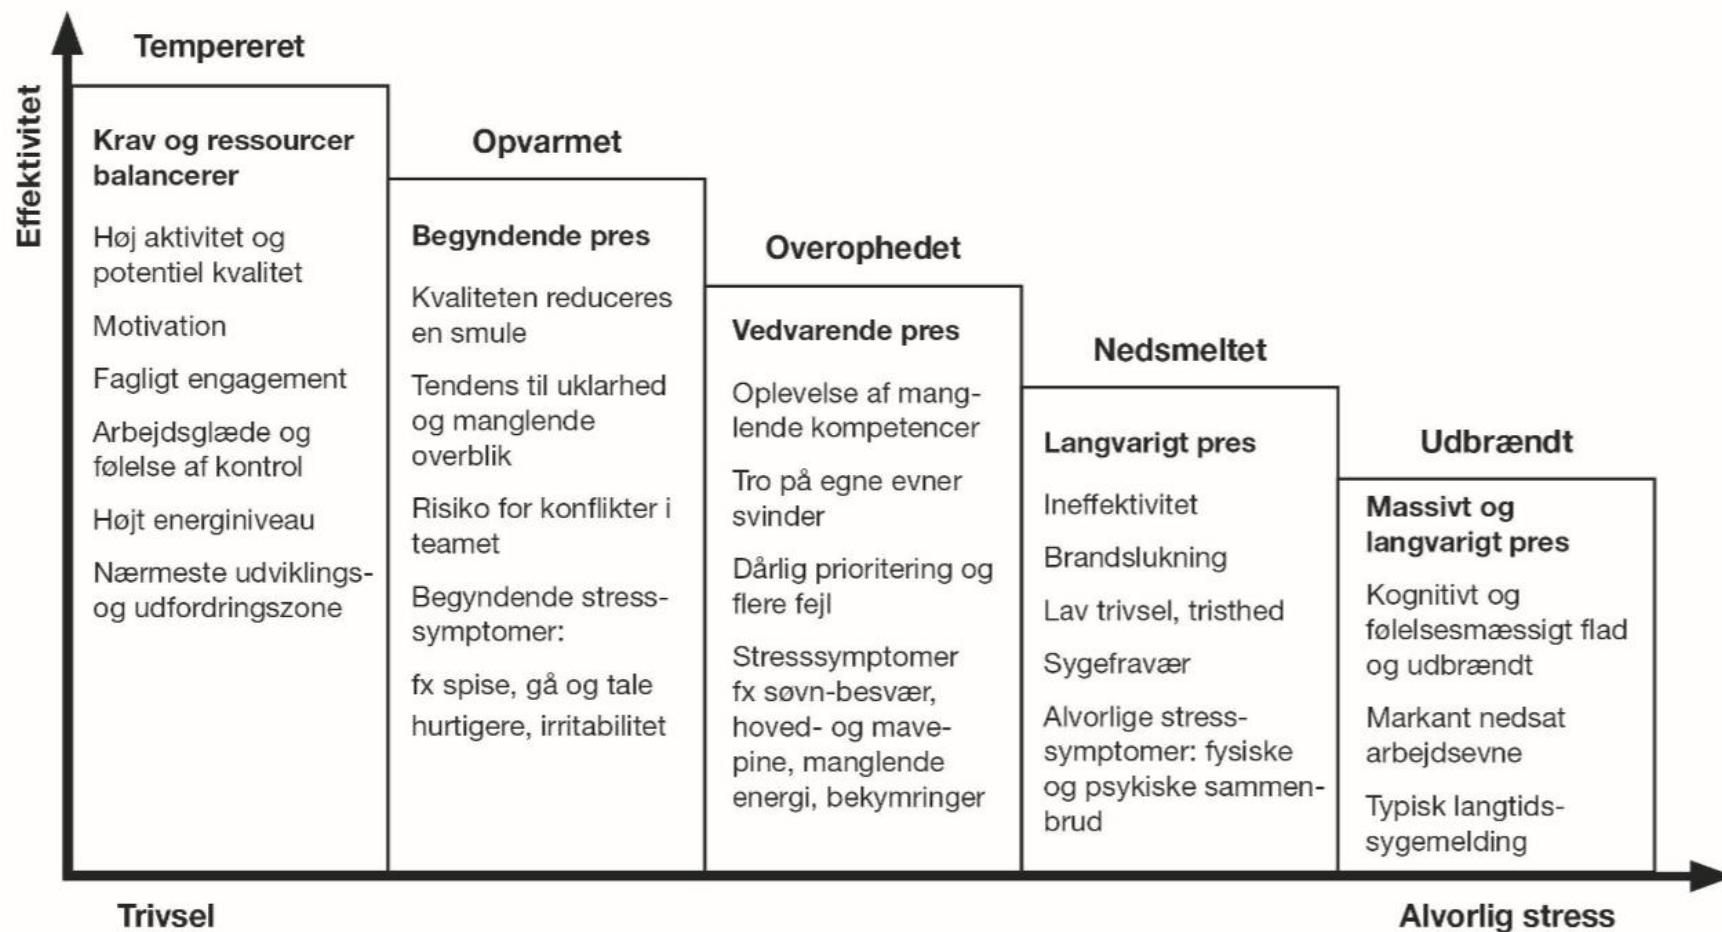 Effektivitet
Tempereret
Krav og ressourcer
balancerer
Høj aktivitet og
potentiel kvalitet
Motivation
Fagligt engagement
Arbejdsglæde og
følelse af kontrol
Højt energiniveau
Nærmeste udviklings-
og udfordringszone
Opvarmet
Begyndende pres
Kvaliteten reduceres
en smule
Tendens til uklarhed
og manglende
overblik
Risiko for konflikter i
teamet
Begyndende stress-
symptomer:
fx spise, gå og tale
hurtigere, irritabilitet
Overophedet
Vedvarende pres
Oplevelse af mang-
lende kompetencer
Tro på egne evner
svinder
Dårlig prioritering og
flere fejl
Stresssymptomer
fx søvn-besvær,
hoved- og mave-
pine, manglende
energi, bekymringer
Nedsmeltet
Langvarigt pres
Ineffektivitet
Brandslukning
Lav trivsel, tristhed
Sygefravær
Alvorlige stress-
symptomer: fysiske
og psykiske sammen-
brud
Udbrændt
Massivt og
langvarigt pres
Kognitivt og
følelsesmæssigt flad
og udbrændt
Markant nedsat
arbejdsevne
Typisk langtids-
sygemelding
Trivsel
Alvorlig stress